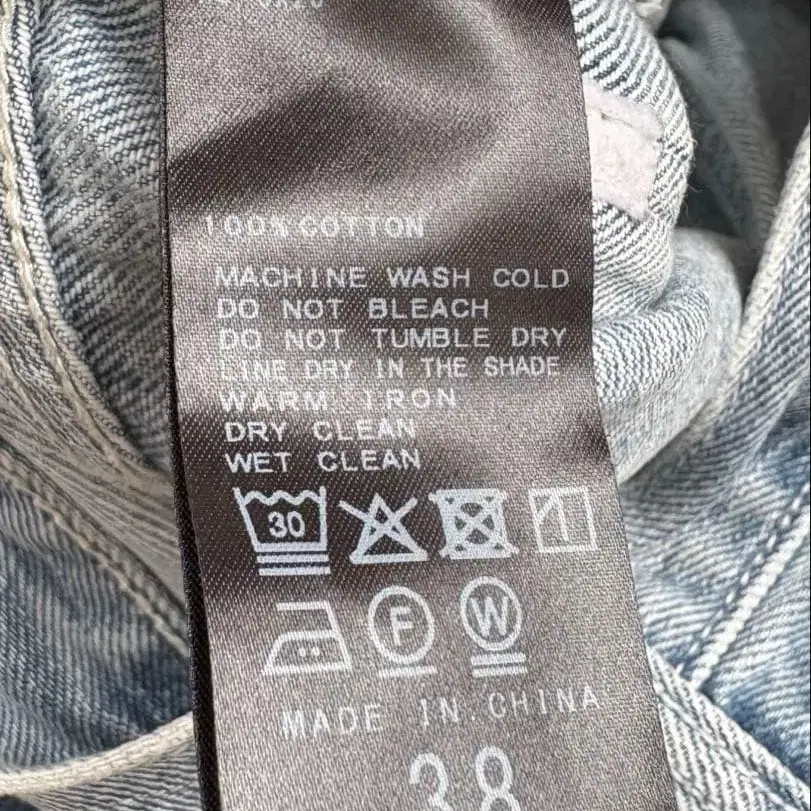 100% COTTON
MACHINE WASH COLD
DO NOT BLEACH
DO NOT TUMBLE DRY
LINE DRY IN THE SHADE
WARM IRON
DRY CLEAN
WET CLEAN
30
F W
MADE IN CHINA
38